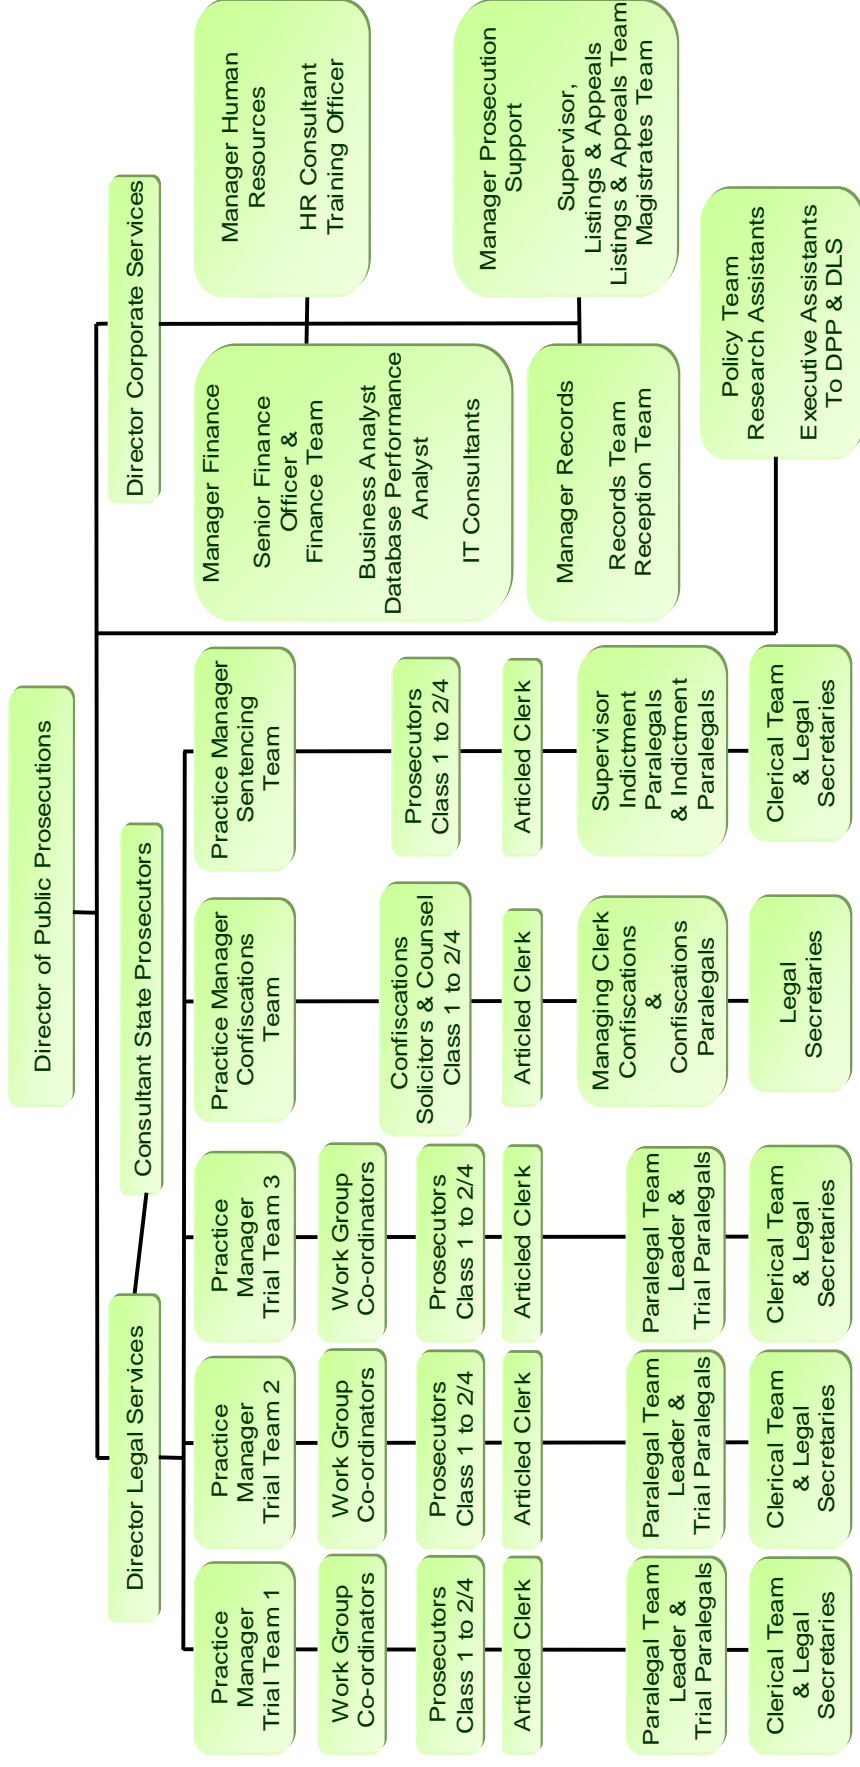 Director of Public Prosecutions
Director Legal Services
Consultant State Prosecutors
Director Corporate Services
Practice
Manager
Trial Team 1
Work Group
Co-ordinators
Prosecutors
Class 1 to 2/4
Articled Clerk
Paralegal Team
Leader &
Trial Paralegals
Clerical Team
& Legal
Secretaries
Practice
Manager
Trial Team 2
Work Group
Co-ordinators
Prosecutors
Class 1 to 2/4
Articled Clerk
Paralegal Team
Leader &
Trial Paralegals
Clerical Team
& Legal
Secretaries
Practice
Manager
Trial Team 3
Work Group
Co-ordinators
Prosecutors
Class 1 to 2/4
Articled Clerk
Paralegal Team
Leader &
Trial Paralegals
Clerical Team
& Legal
Secretaries
Practice Manager
Confiscations
Team
Confiscations
Solicitors & Counsel
Class 1 to 2/4
Articled Clerk
Managing Clerk
Confiscations
&
Confiscations
Paralegals
Legal
Secretaries
Practice Manager
Sentencing
Team
Prosecutors
Class 1 to 2/4
Articled Clerk
Supervisor
Indictment
Paralegals
& Indictment
Paralegals
Clerical Team
& Legal
Secretaries
Manager Finance
Senior Finance
Officer &
Finance Team
Business Analyst
Database Performance
Analyst
IT Consultants
Manager Human
Resources
HR Consultant
Training Officer
Manager Records
Records Team
Reception Team
Manager Prosecution
Support
Supervisor,
Listings & Appeals
Listings & Appeals Team
Magistrates Team
Policy Team
Research Assistants
Executive Assistants
To DPP & DLS